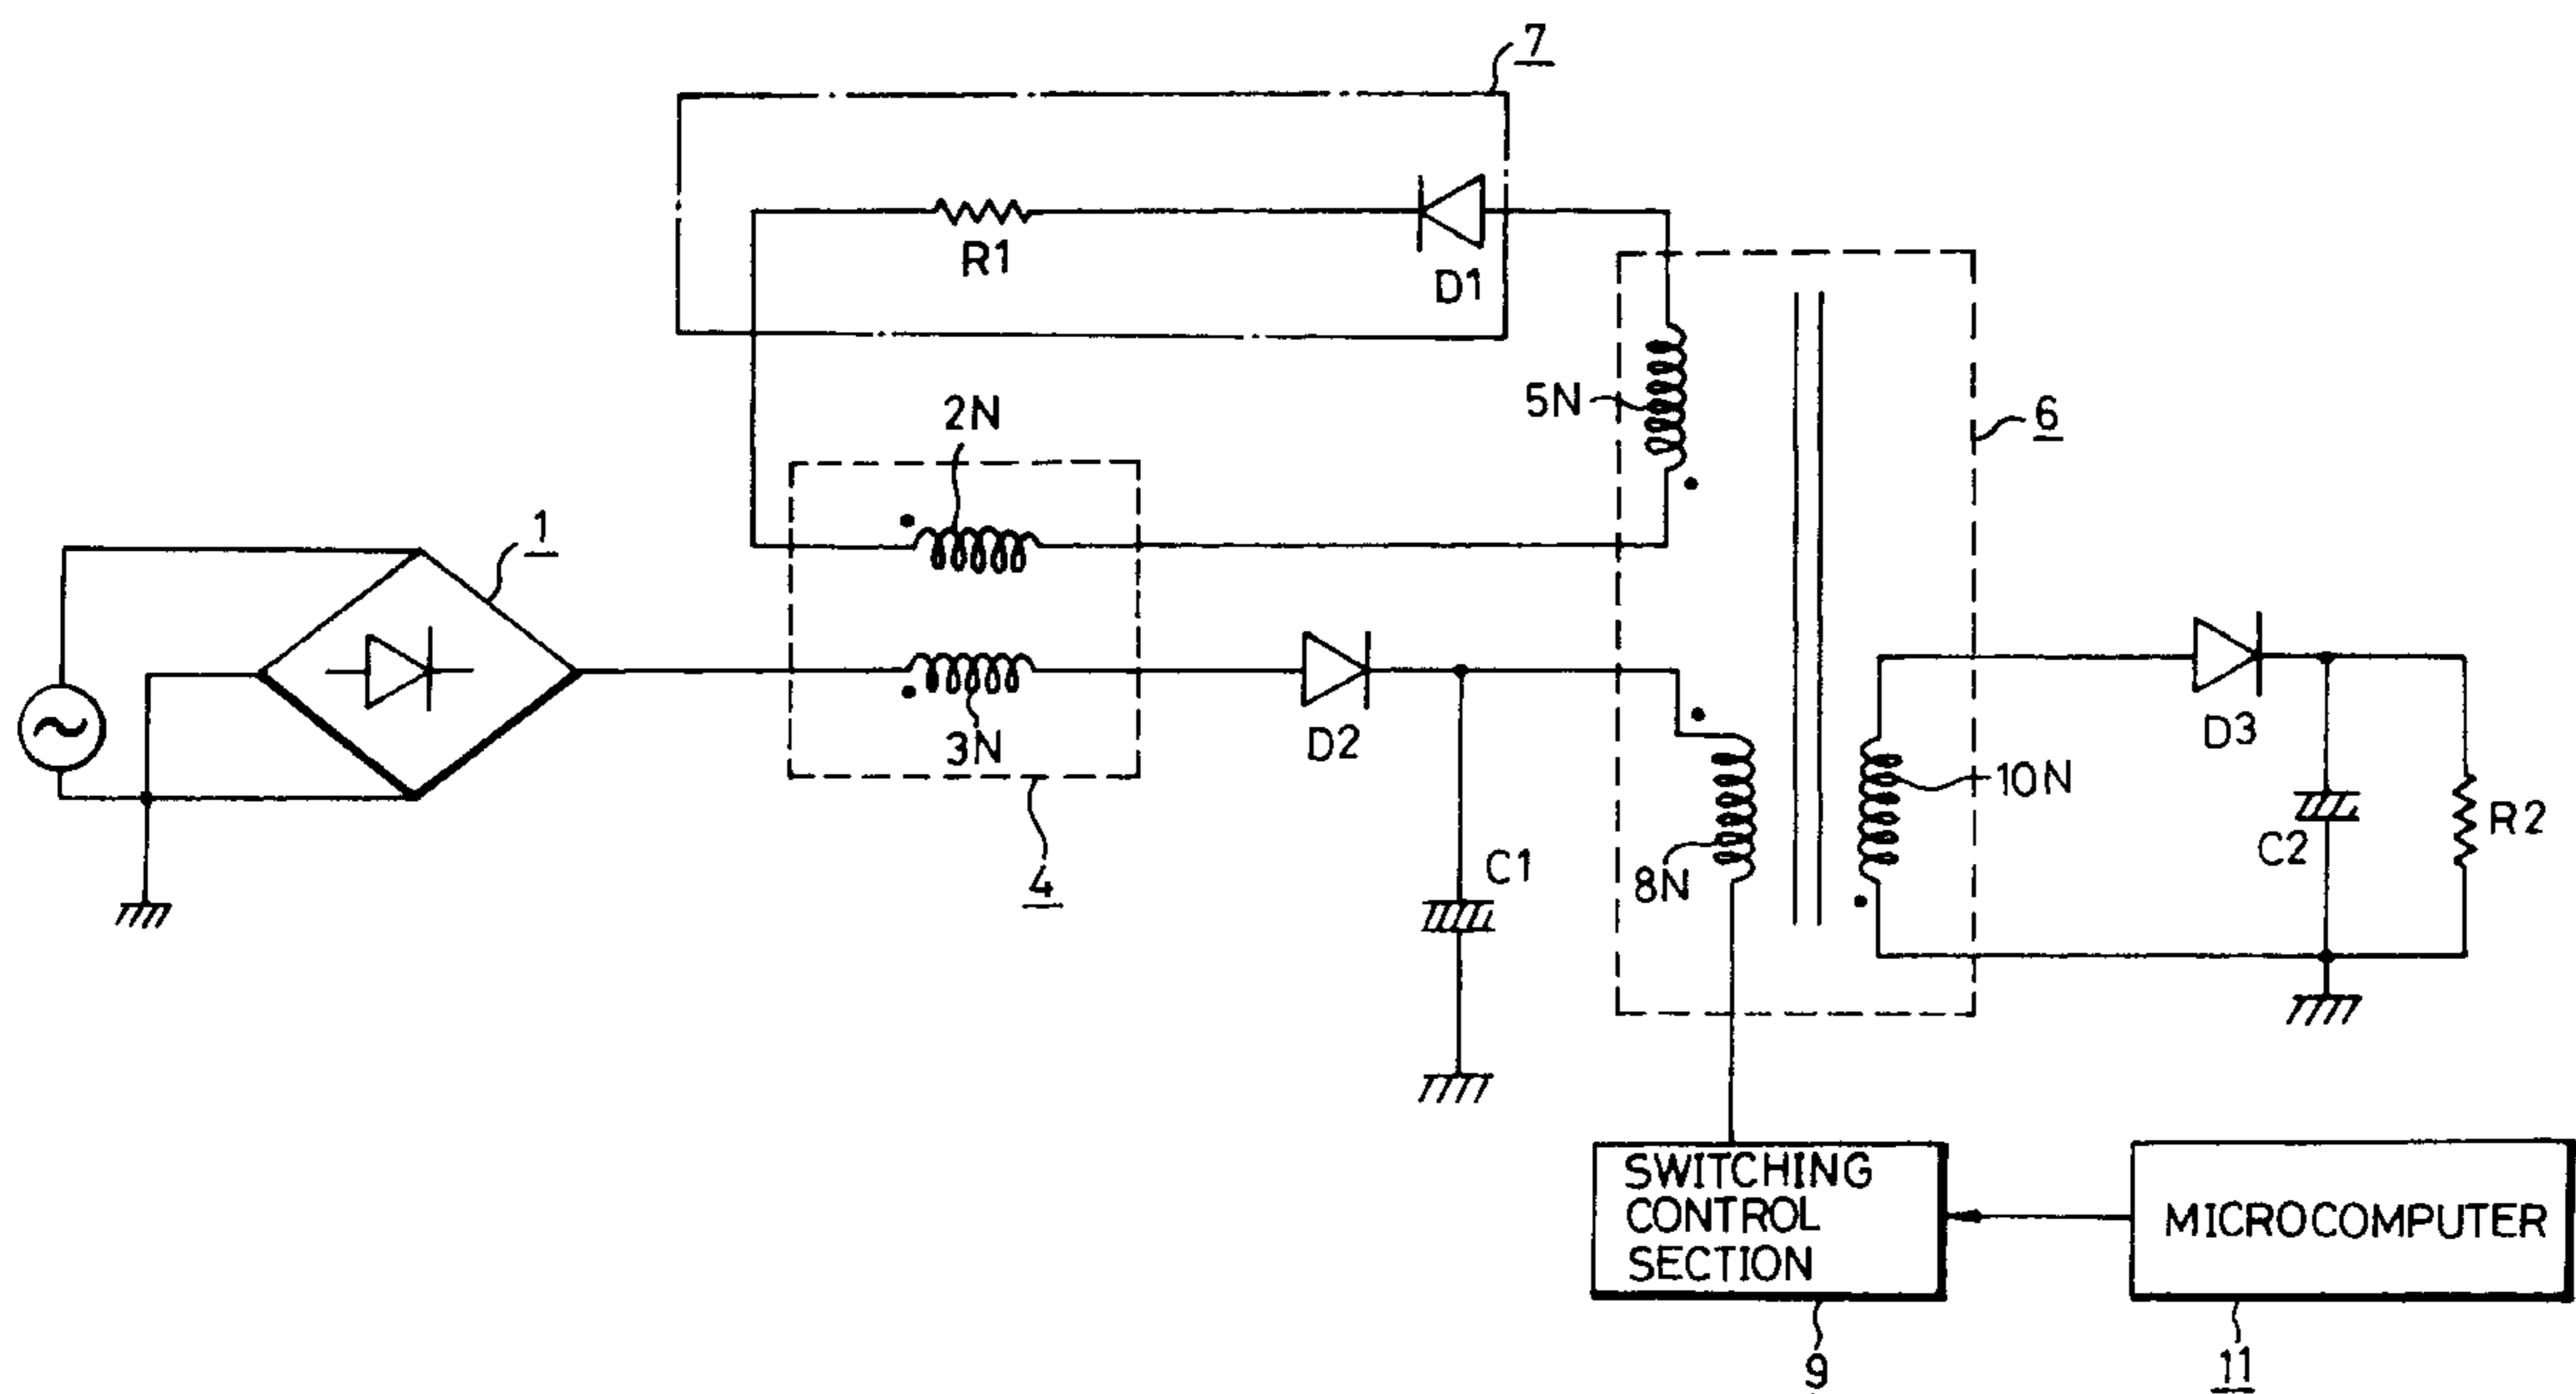 7
R1
D1
5N
6
2N
1
3N
D2
4
C1
8N
10N
D3
C2
R2
SWITCHING
CONTROL
SECTION
MICROCOMPUTER
9
11